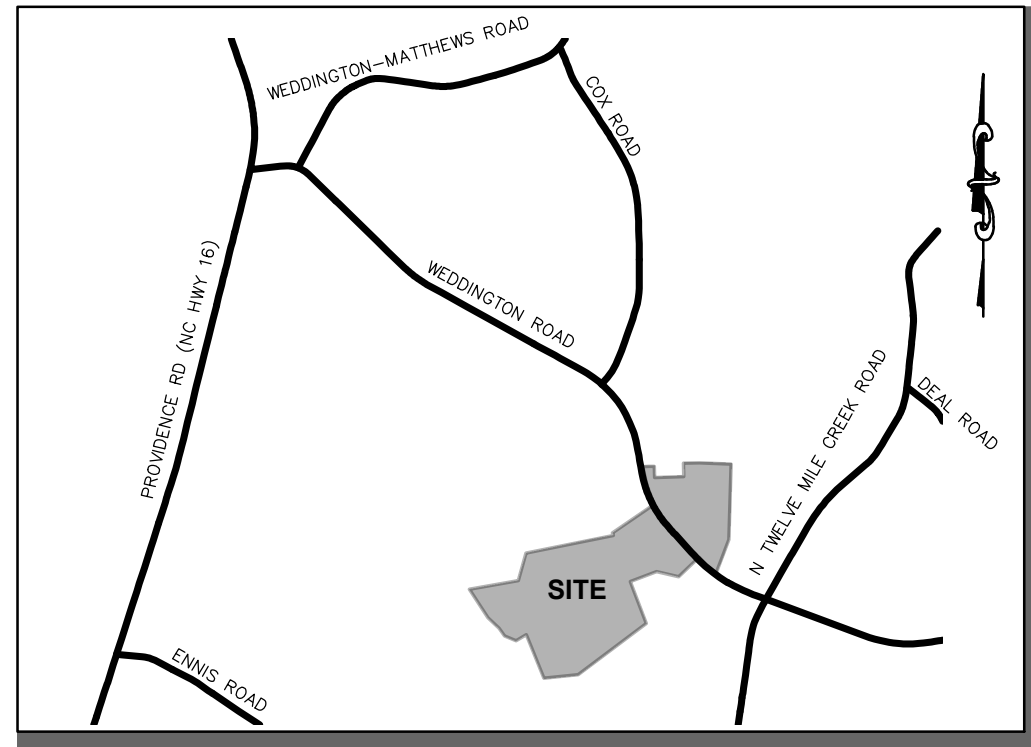 WEDDINGTON-MATTHEWS ROAD
COX ROAD
PROVIDENCE RD (NC HWY 16)
WEDDINGTON ROAD
N TWELVE MILE CREEK ROAD
DEAL ROAD
SITE
ENNIS ROAD